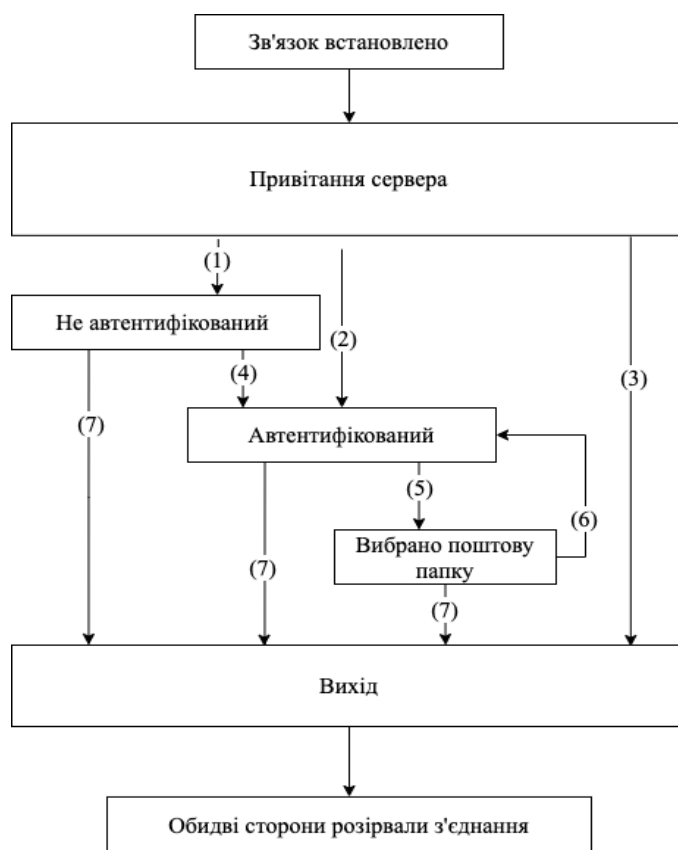 Зв'язок встановлено
Привітання сервера
(1)
Не автентифікований
(2)
(3)
(4)
(7)
Автентифікований
(5)
(6)
Вибрано поштову
папку
(7)
(7)
Вихід
Обидві сторони розірвали з'єднання